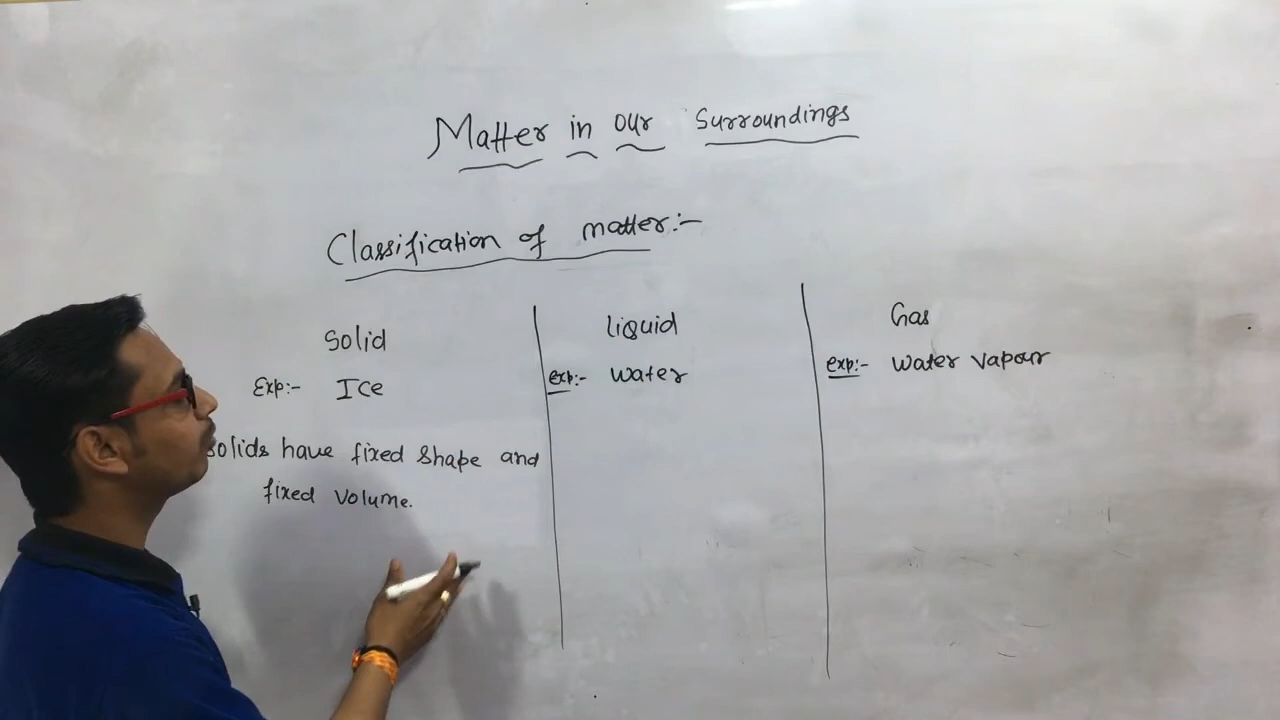 Matter in our Surroundings
Classification of matter:-
Solid
Exp:- Ice
Solids have fixed shape and
fixed volume.
liquid
exp:- water
Gas
exp:- water vapour